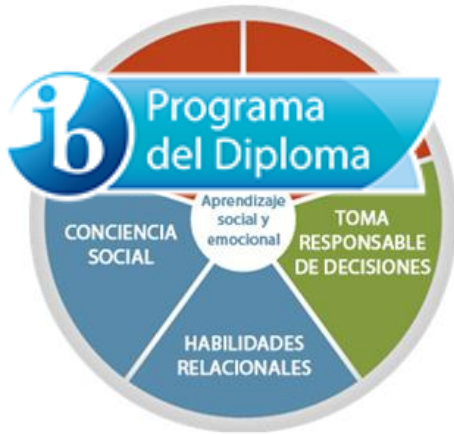 ib
Programa
del Diploma
Aprendizaje
social y
emocional
CONCIENCIA
SOCIAL
TOMA
RESPONSABLE
DE DECISIONES
HABILIDADES
RELACIONALES